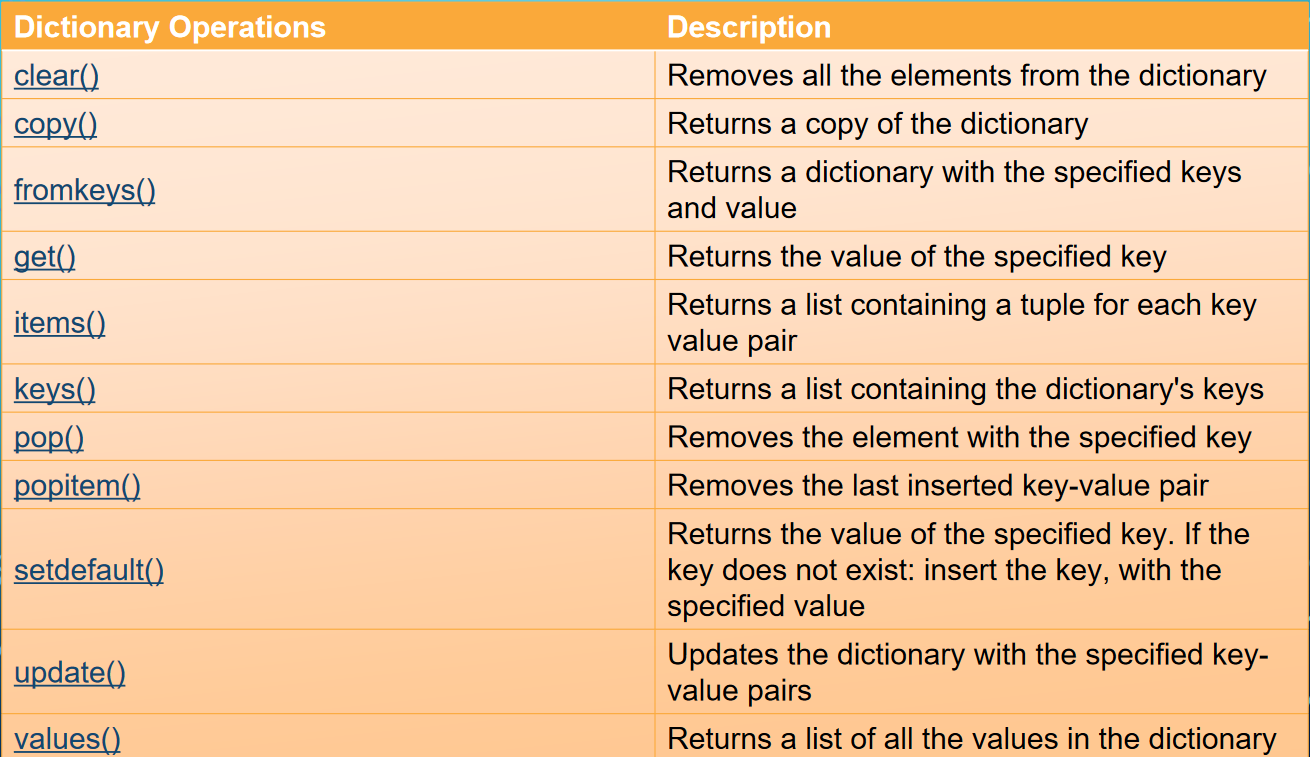 Dictionary Operations Description
clear() Removes all the elements from the dictionary
copy() Returns a copy of the dictionary
fromkeys() Returns a dictionary with the specified keys
and value
get() Returns the value of the specified key
items() Returns a list containing a tuple for each key
value pair
keys() Returns a list containing the dictionary's keys
pop() Removes the element with the specified key
popitem() Removes the last inserted key-value pair
setdefault() Returns the value of the specified key. If the
key does not exist: insert the key, with the
specified value
update() Updates the dictionary with the specified key-
value pairs
values() Returns a list of all the values in the dictionary